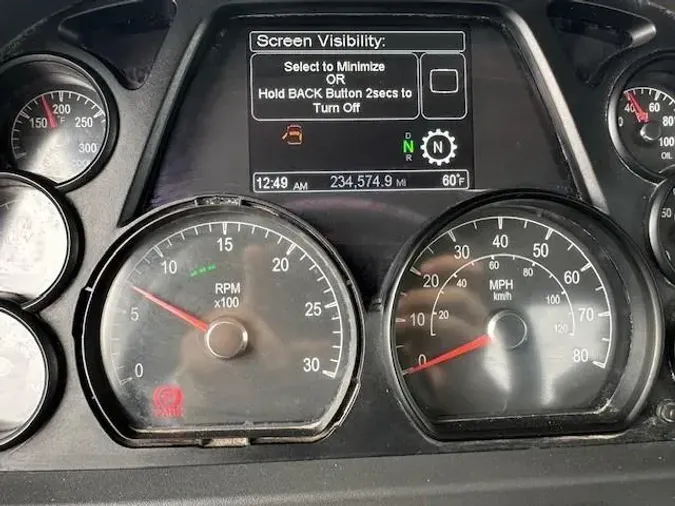 Screen Visibility:
Select to Minimize
OR
Hold BACK Button 2secs to
Turn Off
D
N
R
N
12:49 AM 234,574.9 MI 60°F
150 200 250 300
°F
40 60 80 100
OIL
0 5 10 15 20 25 30
RPM
x100
PARK
0 10 20 30 40 50 60 70 80
20 40 60 80 100 120
MPH
km/h